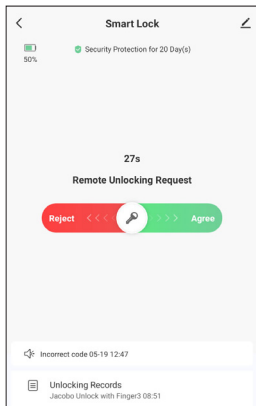 Smart Lock
50%
Security Protection for 20 Day(s)
27s
Remote Unlocking Request
Reject <<< >>> Agree
Incorrect code 05-19 12:47
Unlocking Records
Jacobo Unlock with Finger3 08:51